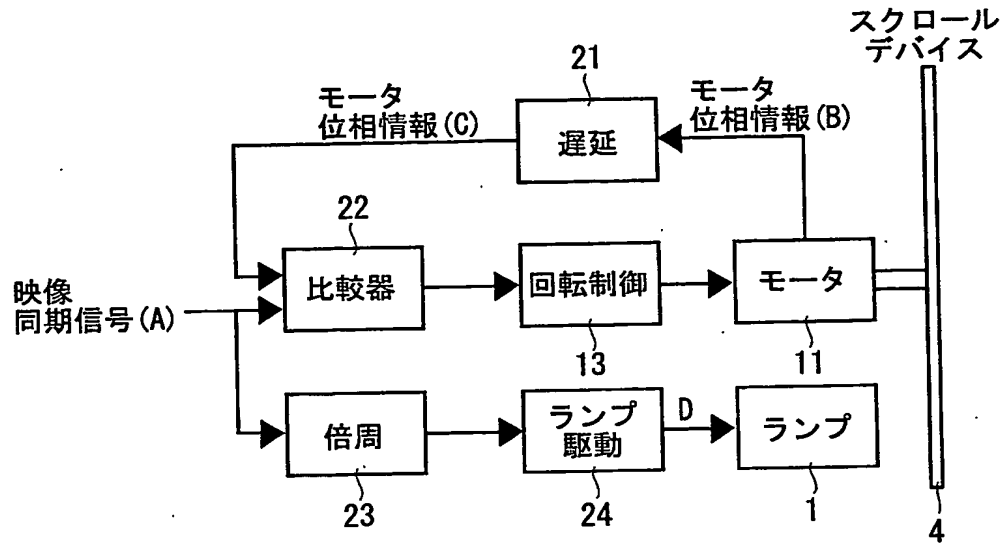 スクロール
デバイス
21
モータ
位相情報(C)
遅延
モータ
位相情報(B)
22
比較器
回転制御
モータ
映像
同期信号(A)
13
11
倍周
ランプ
駆動
D
ランプ
23
24
1
4